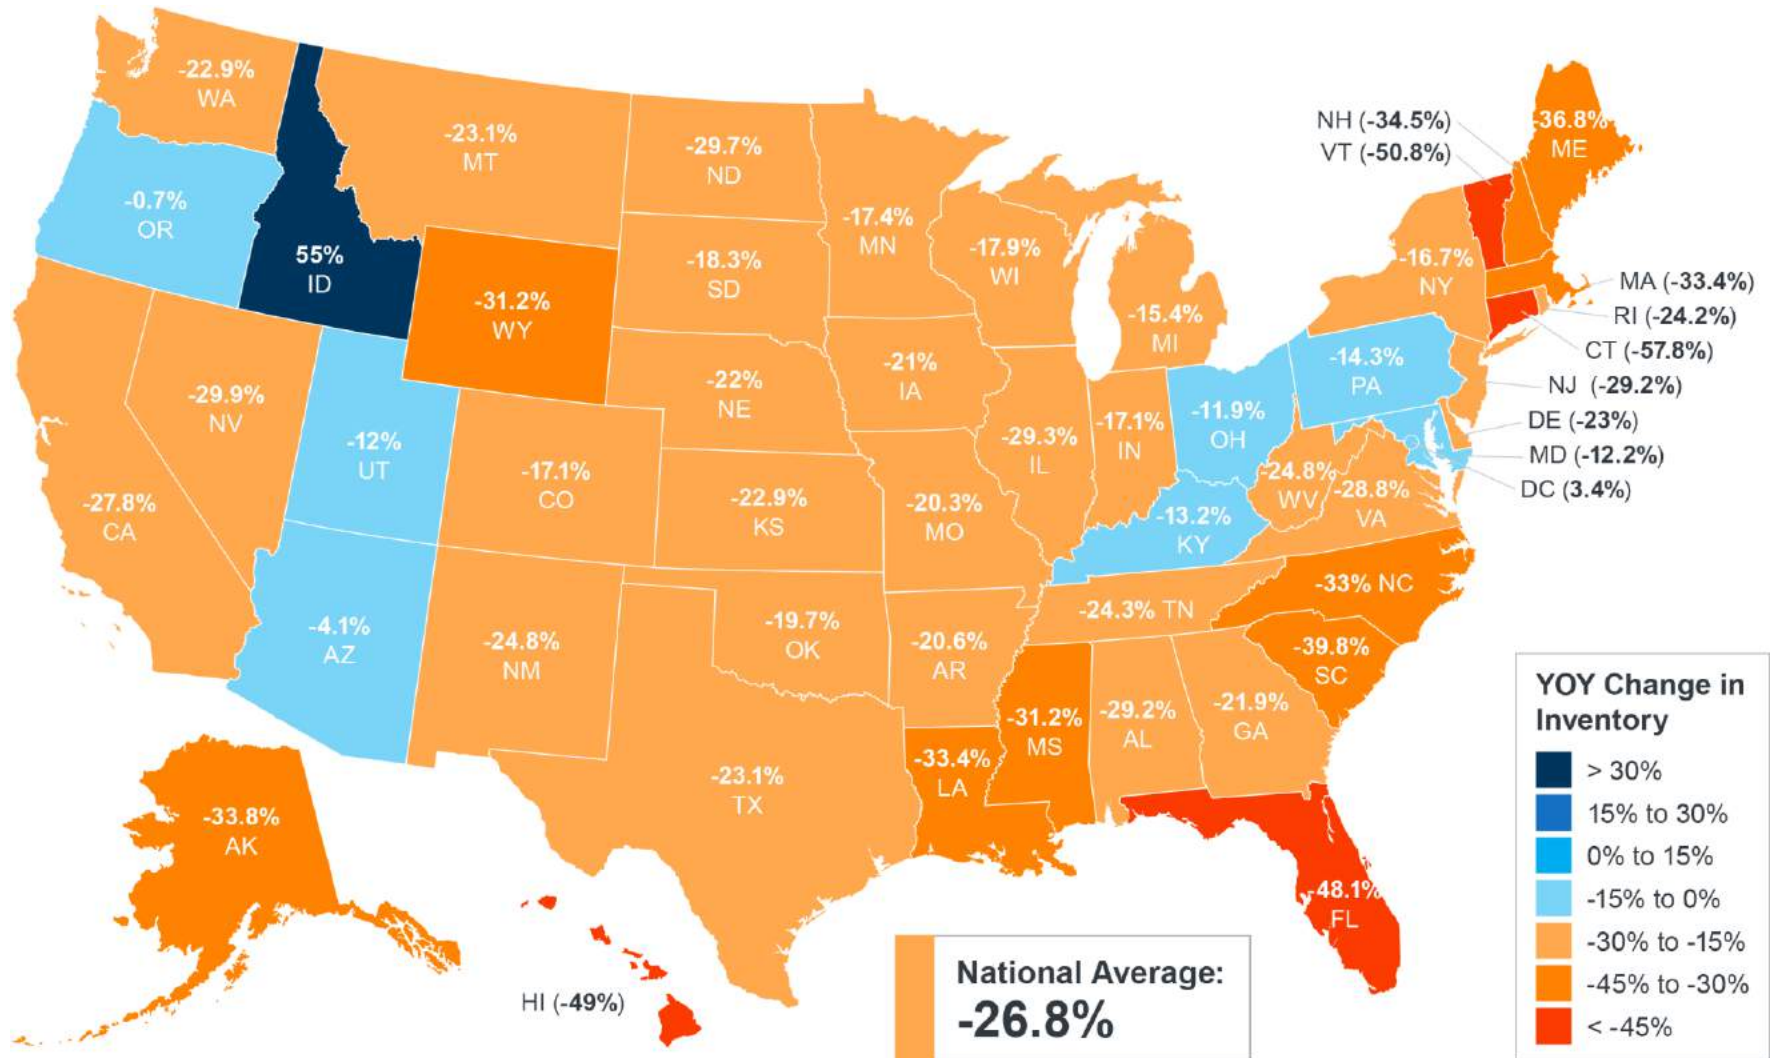 -22.9%
WA
-23.1%
MT
-29.7%
ND
-17.4%
MN
-17.9%
WI
-15.4%
MI
-16.7%
NY
-36.8%
ME
NH (-34.5%)
VT (-50.8%)
MA (-33.4%)
RI (-24.2%)
CT (-57.8%)
NJ (-29.2%)
DE (-23%)
MD (-12.2%)
DC (3.4%)
-0.7%
OR
55%
ID
-31.2%
WY
-18.3%
SD
-22%
NE
-21%
IA
-29.3%
IL
-17.1%
IN
-11.9%
OH
-14.3%
PA
-27.8%
CA
-29.9%
NV
-12%
UT
-17.1%
CO
-22.9%
KS
-20.3%
MO
-13.2%
KY
-24.8%
WV
-28.8%
VA
-4.1%
AZ
-24.8%
NM
-19.7%
OK
-20.6%
AR
-24.3% TN
-33% NC
-39.8%
SC
-23.1%
TX
-33.4%
LA
-31.2%
MS
-29.2%
AL
-21.9%
GA
-48.1%
FL
-33.8%
AK
HI (-49%)
National Average:
-26.8%
YOY Change in
Inventory
> 30%
15% to 30%
0% to 15%
-15% to 0%
-30% to -15%
-45% to -30%
< -45%